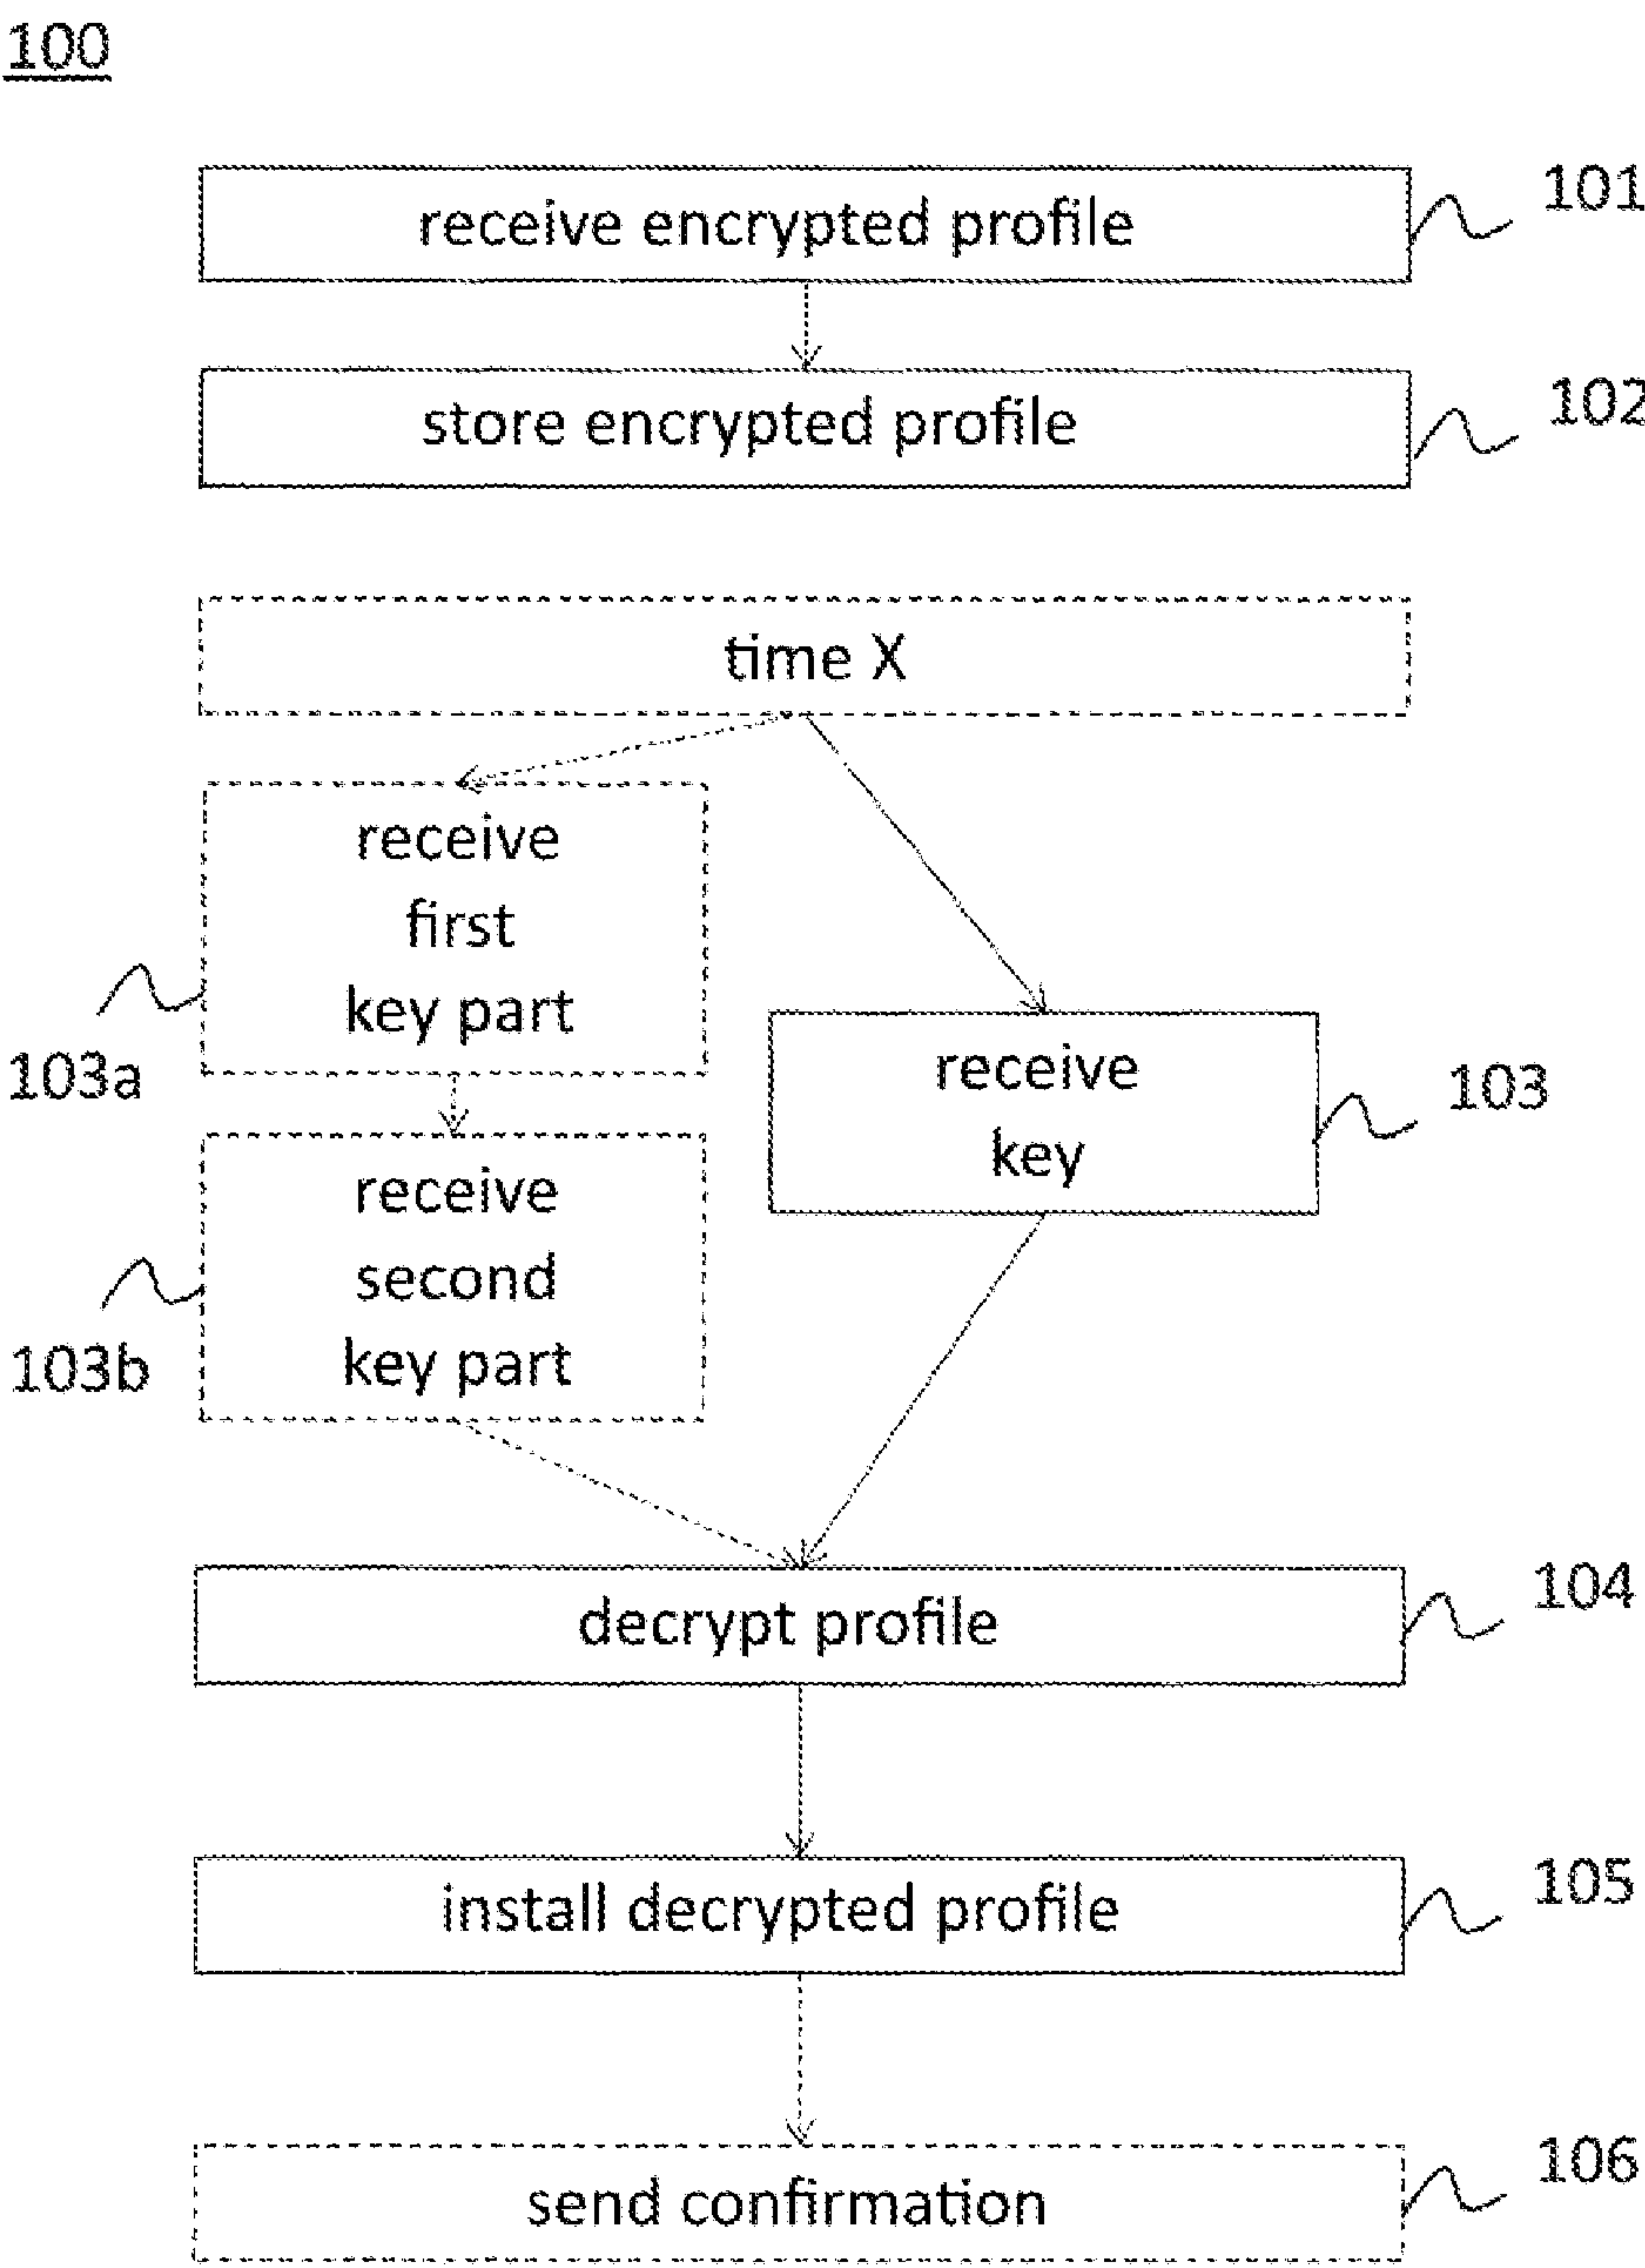 100
receive encrypted profile
101
store encrypted profile
102
time X
receive
first
key part
103a
receive
key
103
receive
second
key part
103b
decrypt profile
104
install decrypted profile
105
send confirmation
106